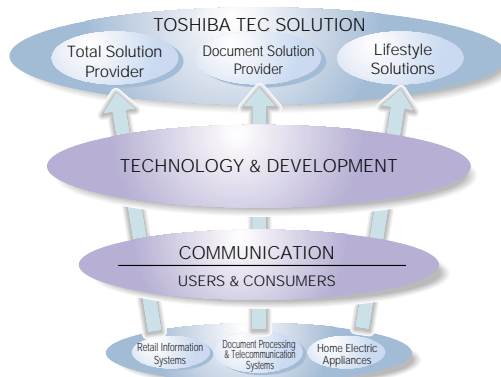 TOSHIBA TEC SOLUTION
Total Solution
Provider
Document Solution
Provider
Lifestyle
Solutions
TECHNOLOGY & DEVELOPMENT
COMMUNICATION
USERS & CONSUMERS
Retail Information
Systems
Document Processing
& Telecommunication
Systems
Home Electric
Appliances